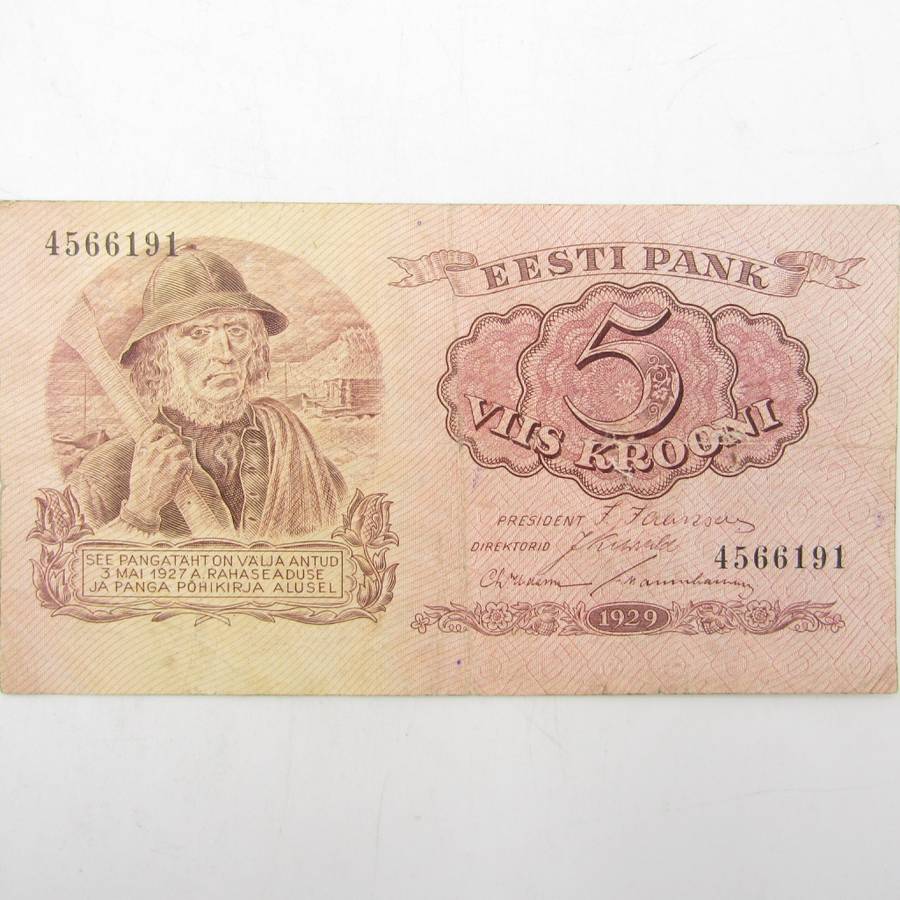 4566191
EESTI PANK
5
VIIS KROONI
PRESIDENT
DIREKTORID
4566191
SEE PANGATÄHT ON VÄLJA ANTUD
3 MAI 1927 A. RAHASEADUSE
JA PANGA PÕHIKIRJA ALUSEL
1929